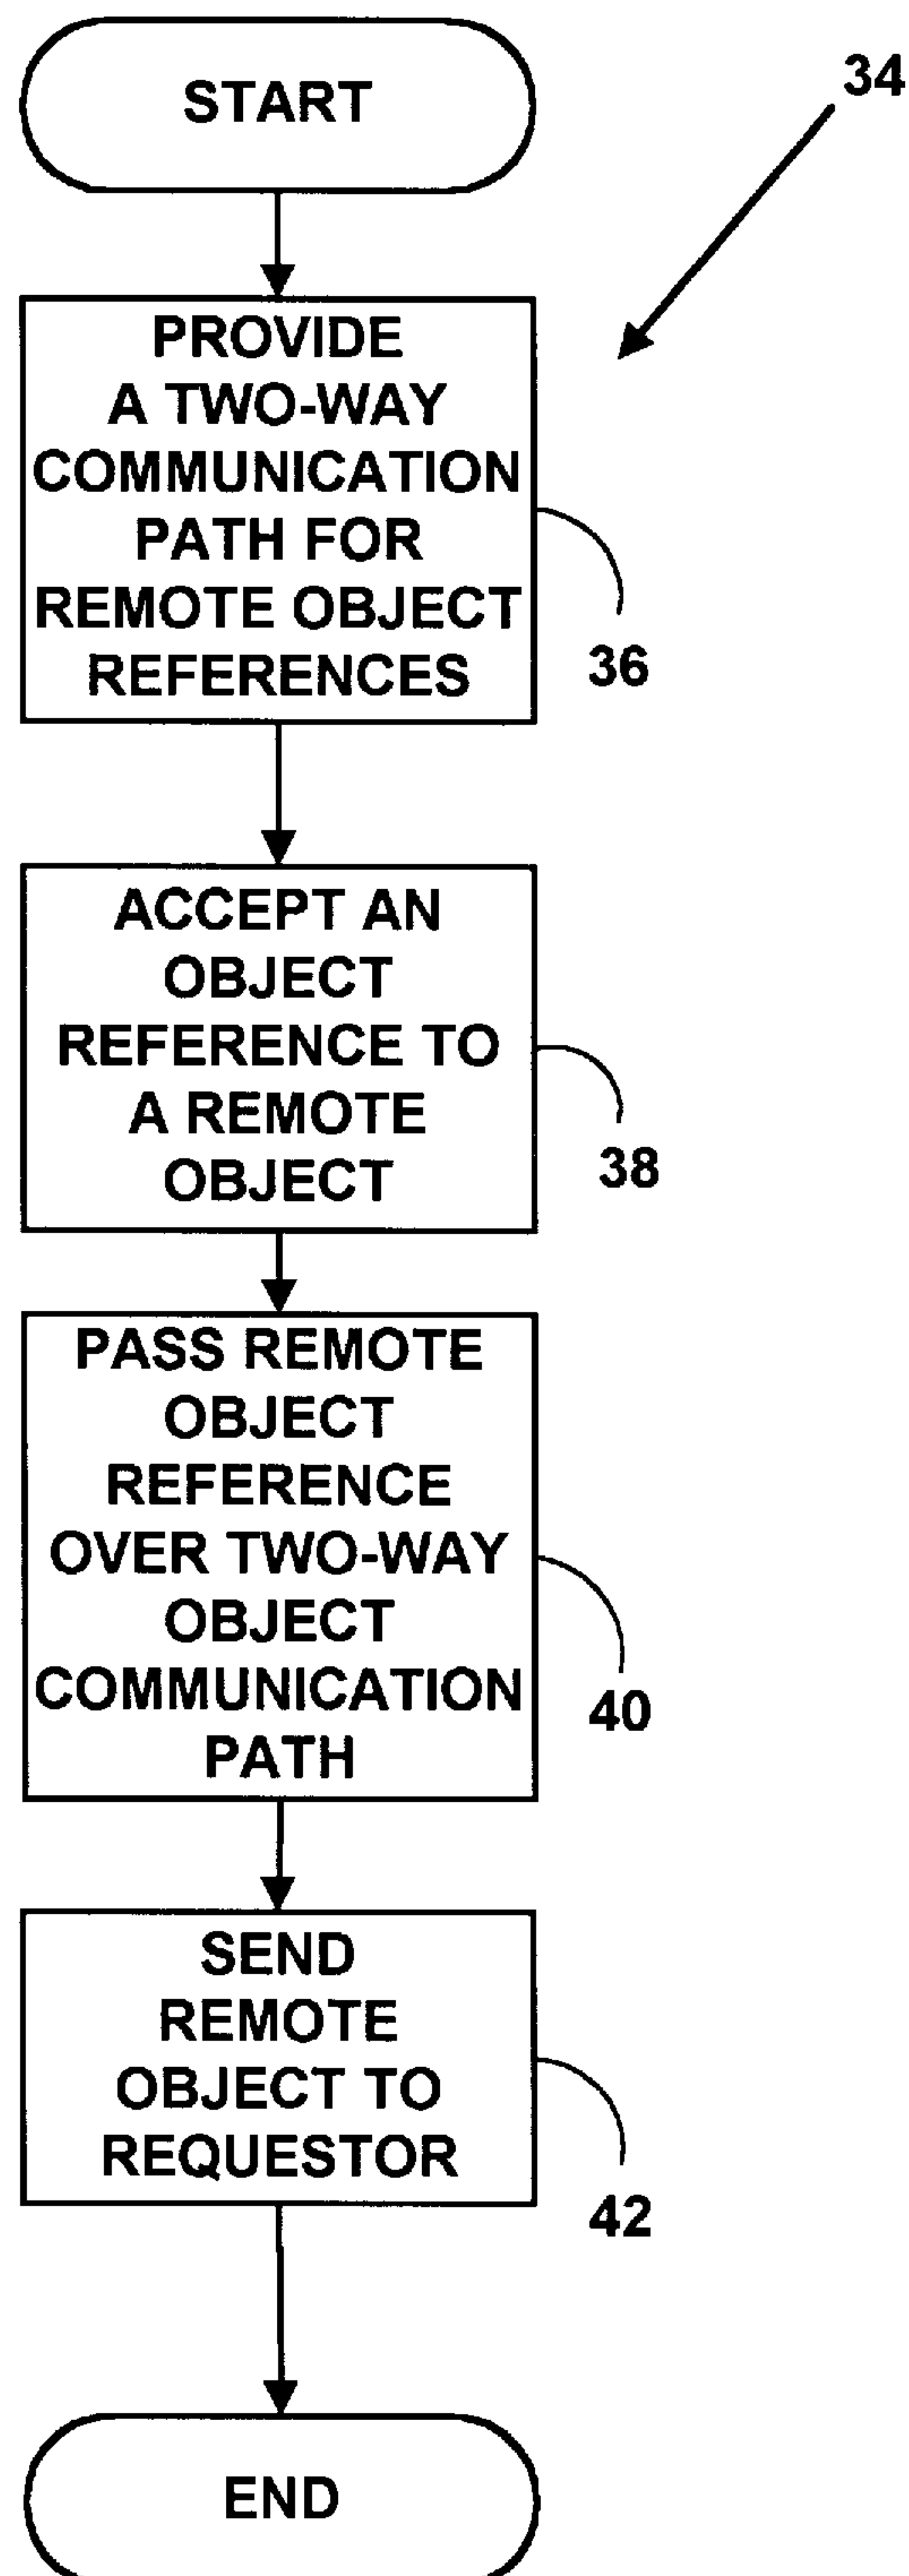 START
34
PROVIDE
A TWO-WAY
COMMUNICATION
PATH FOR
REMOTE OBJECT
REFERENCES
36
ACCEPT AN
OBJECT
REFERENCE TO
A REMOTE
OBJECT
38
PASS REMOTE
OBJECT
REFERENCE
OVER TWO-WAY
OBJECT
COMMUNICATION
PATH
40
SEND
REMOTE
OBJECT TO
REQUESTOR
42
END